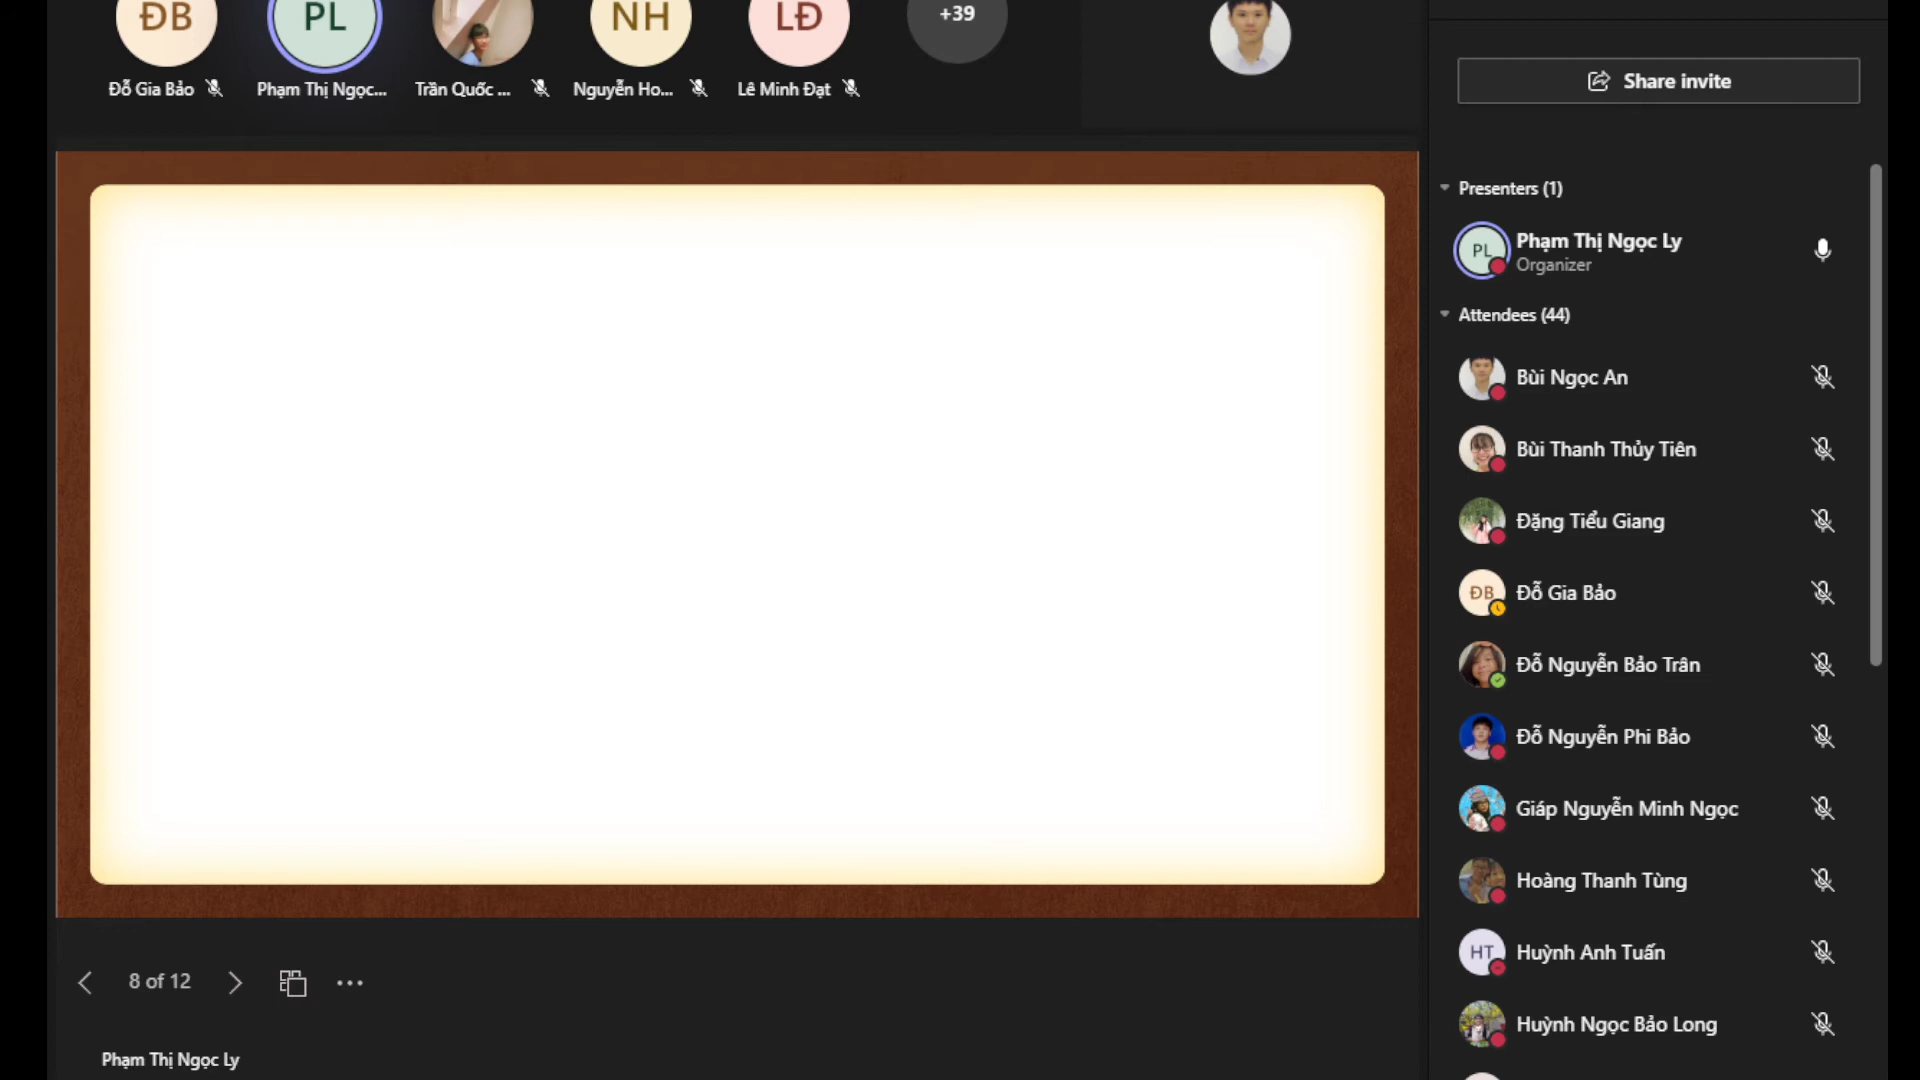 ĐB
PL
NH
LĐ
+39
Đỗ Gia Bảo
Phạm Thị Ngọc...
Trần Quốc ...
Nguyễn Ho...
Lê Minh Đạt
Share invite
Presenters (1)
PL
Phạm Thị Ngọc Ly
Organizer
Attendees (44)
Bùi Ngọc An
Bùi Thanh Thủy Tiên
Đặng Tiểu Giang
ĐB
Đỗ Gia Bảo
Đỗ Nguyễn Bảo Trân
Đỗ Nguyễn Phi Bảo
Giáp Nguyễn Minh Ngọc
Hoàng Thanh Tùng
HT
Huỳnh Anh Tuấn
Huỳnh Ngọc Bảo Long
8 of 12
Phạm Thị Ngọc Ly